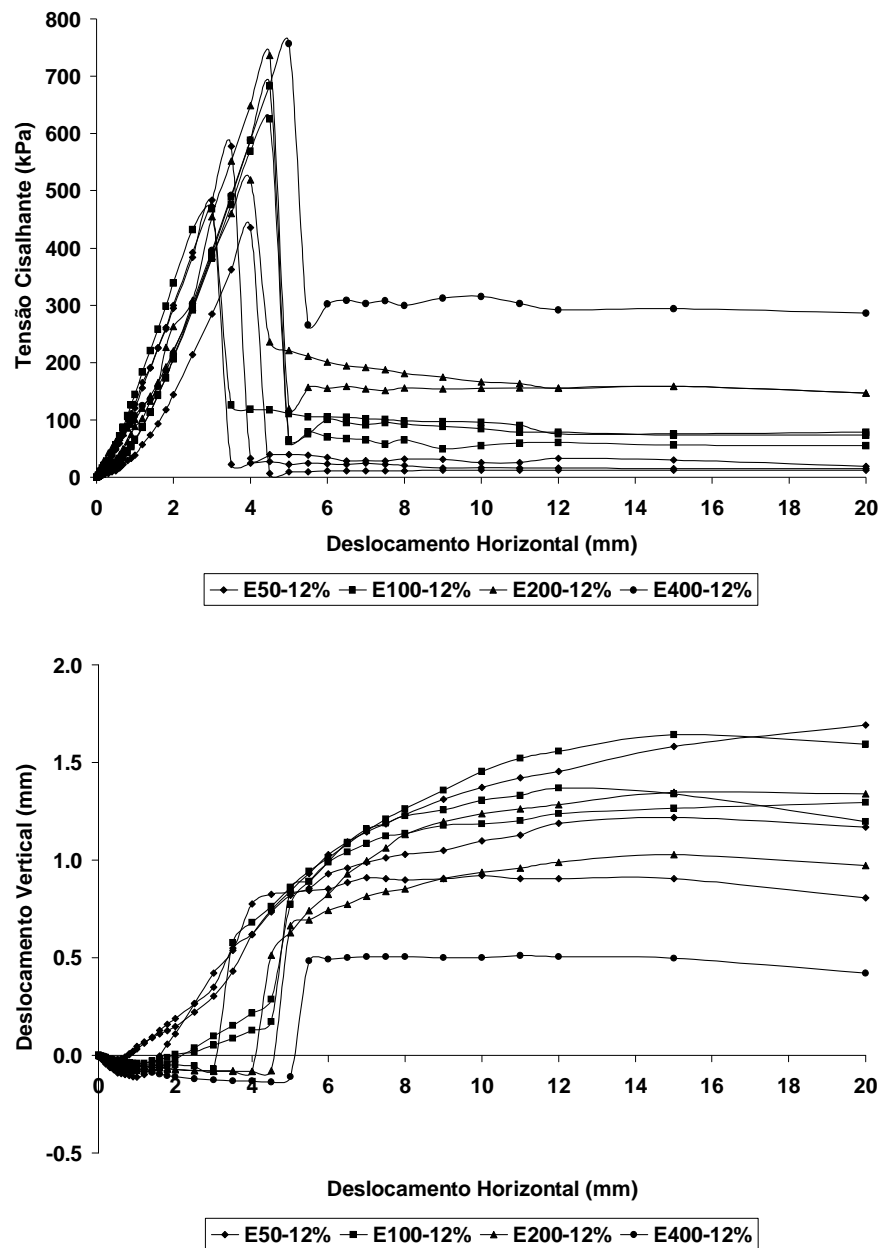 800
700
600
500
400
300
200
100
0
Tensão Cisalhante (kPa)
0 2 4 6 8 10 12 14 16 18 20
Deslocamento Horizontal (mm)
E50-12% E100-12% E200-12% E400-12%
2.0
1.5
1.0
0.5
0.0
-0.5
Deslocamento Vertical (mm)
0 2 4 6 8 10 12 14 16 18 20
Deslocamento Horizontal (mm)
E50-12% E100-12% E200-12% E400-12%